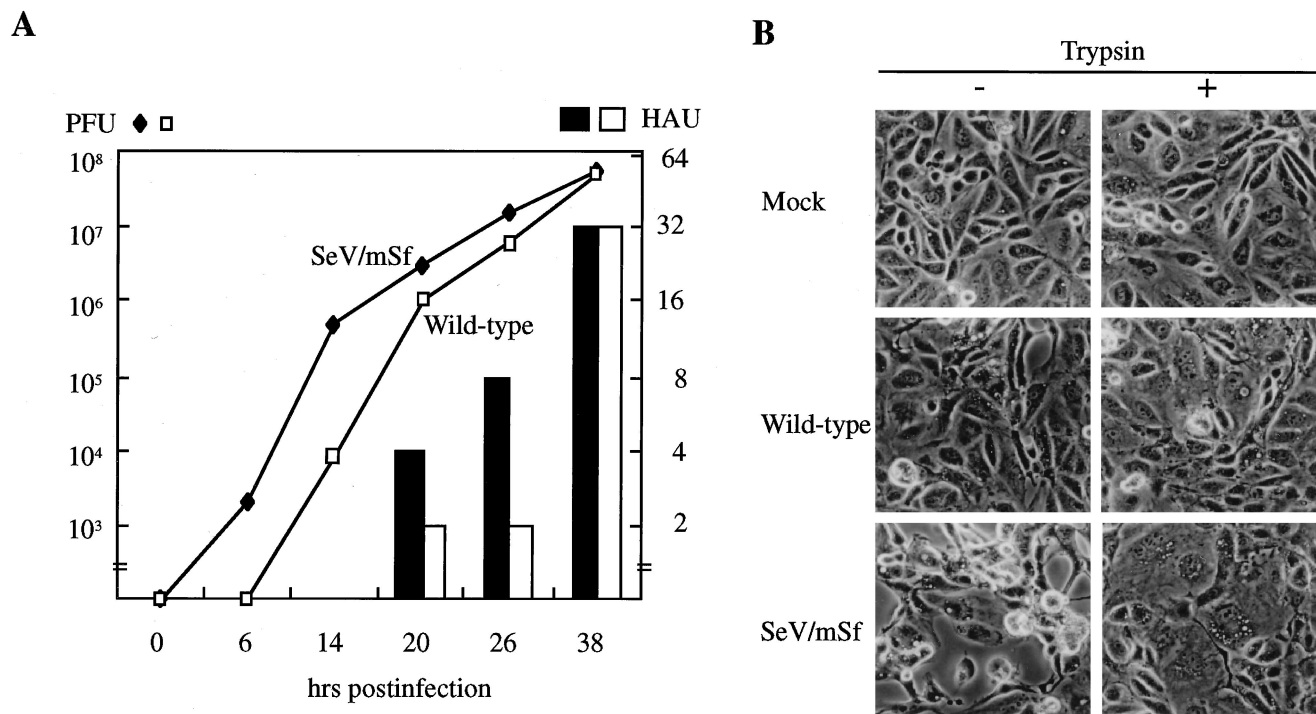 A
PFU HAU
10⁸
10⁷
10⁶
10⁵
10⁴
10³
SeV/mSf
Wild-type
64
32
16
8
4
2
0 6 14 20 26 38
hrs postinfection
B
Trypsin
- +
Mock
Wild-type
SeV/mSf